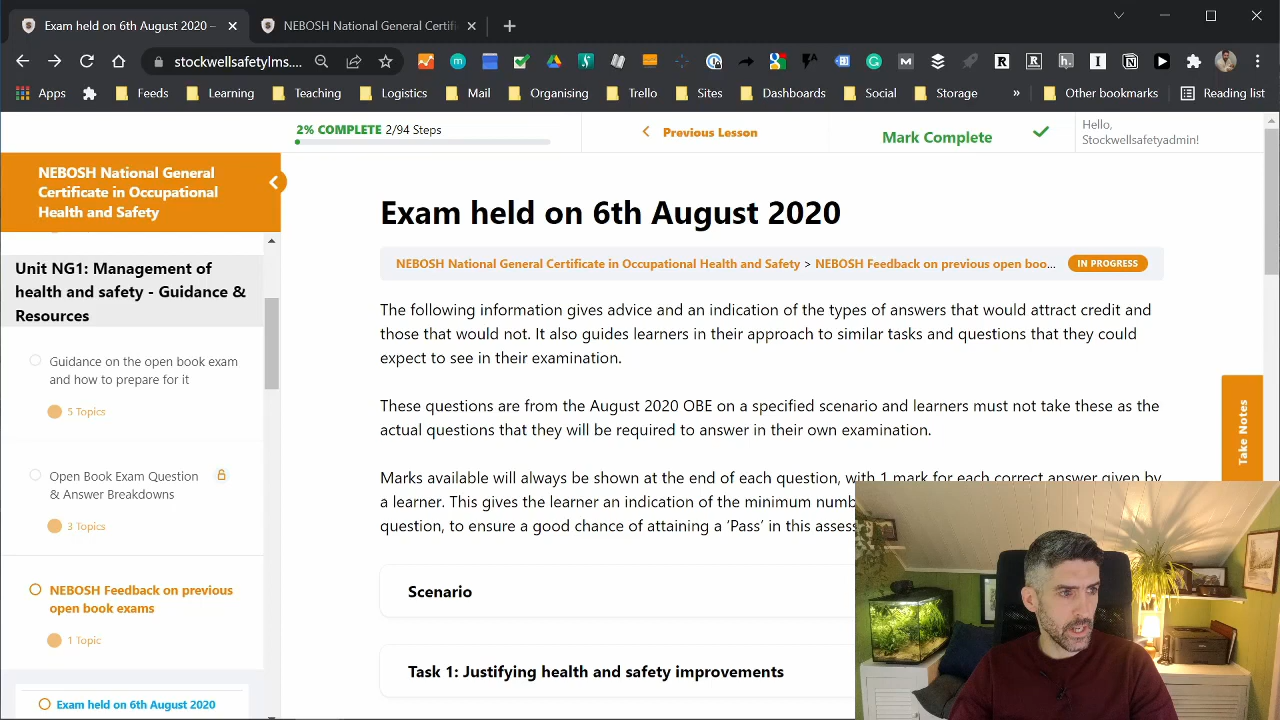 Exam held on 6th August 2020 –
NEBOSH National General Certifi
stockwellsafetylms....
Apps
Feeds
Learning
Teaching
Logistics
Mail
Organising
Trello
Sites
Dashboards
Social
Storage
»
Other bookmarks
Reading list
2% COMPLETE 2/94 Steps
Previous Lesson
Mark Complete
Hello,
Stockwellsafetyadmin!
NEBOSH National General
Certificate in Occupational
Health and Safety
Unit NG1: Management of
health and safety - Guidance &
Resources
Guidance on the open book exam
and how to prepare for it
5 Topics
Open Book Exam Question
& Answer Breakdowns
3 Topics
NEBOSH Feedback on previous
open book exams
1 Topic
Exam held on 6th August 2020
Exam held on 6th August 2020
NEBOSH National General Certificate in Occupational Health and Safety > NEBOSH Feedback on previous open boo...
IN PROGRESS
The following information gives advice and an indication of the types of answers that would attract credit and
those that would not. It also guides learners in their approach to similar tasks and questions that they could
expect to see in their examination.
These questions are from the August 2020 OBE on a specified scenario and learners must not take these as the
actual questions that they will be required to answer in their own examination.
Marks available will always be shown at the end of each question, with 1 mark for each correct answer given by
a learner. This gives the learner an indication of the minimum
question, to ensure a good chance of attaining a ‘Pass’ in this
Scenario
Task 1: Justifying health and safety improvements
Take Notes